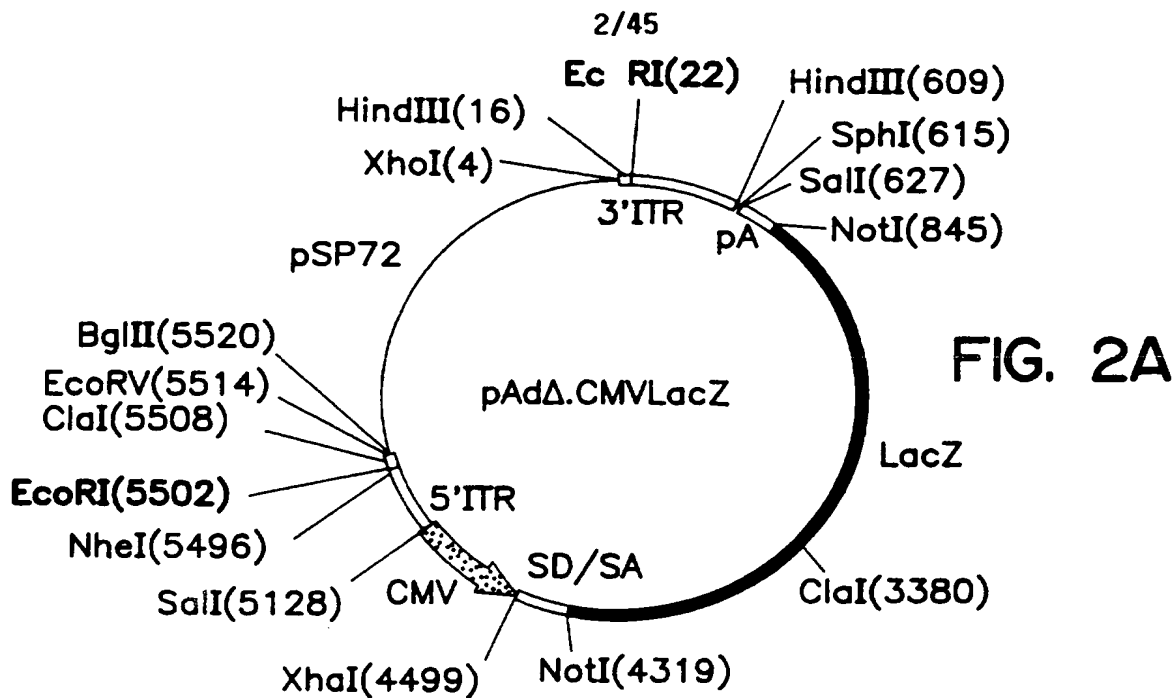 2/45
Ec RI(22)
HindIII(16)
XhoI(4)
HindIII(609)
SphI(615)
SalI(627)
NotI(845)
3'ITR
pA
pSP72
BglII(5520)
EcoRV(5514)
ClaI(5508)
EcoRI(5502)
NheI(5496)
SalI(5128)
5'ITR
CMV
SD/SA
XhaI(4499)
NotI(4319)
ClaI(3380)
LacZ
pAdΔ.CMVLacZ
FIG. 2A